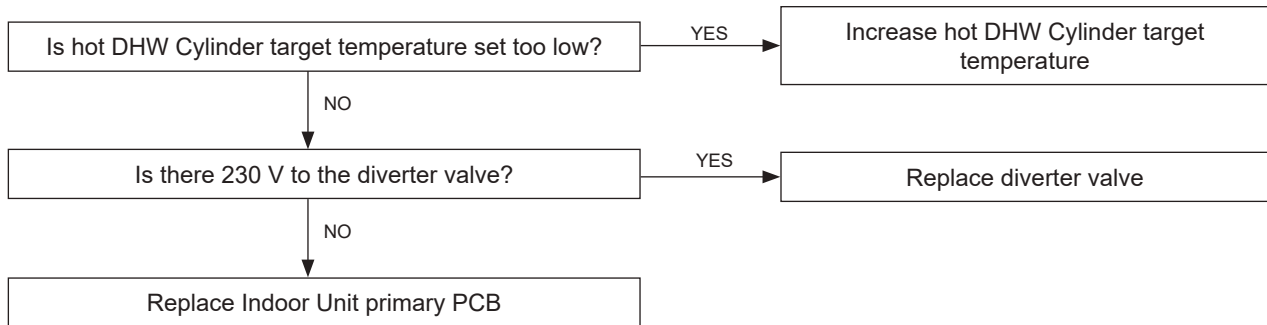 Is hot DHW Cylinder target temperature set too low?
YES
Increase hot DHW Cylinder target
temperature
NO
Is there 230 V to the diverter valve?
YES
Replace diverter valve
NO
Replace Indoor Unit primary PCB